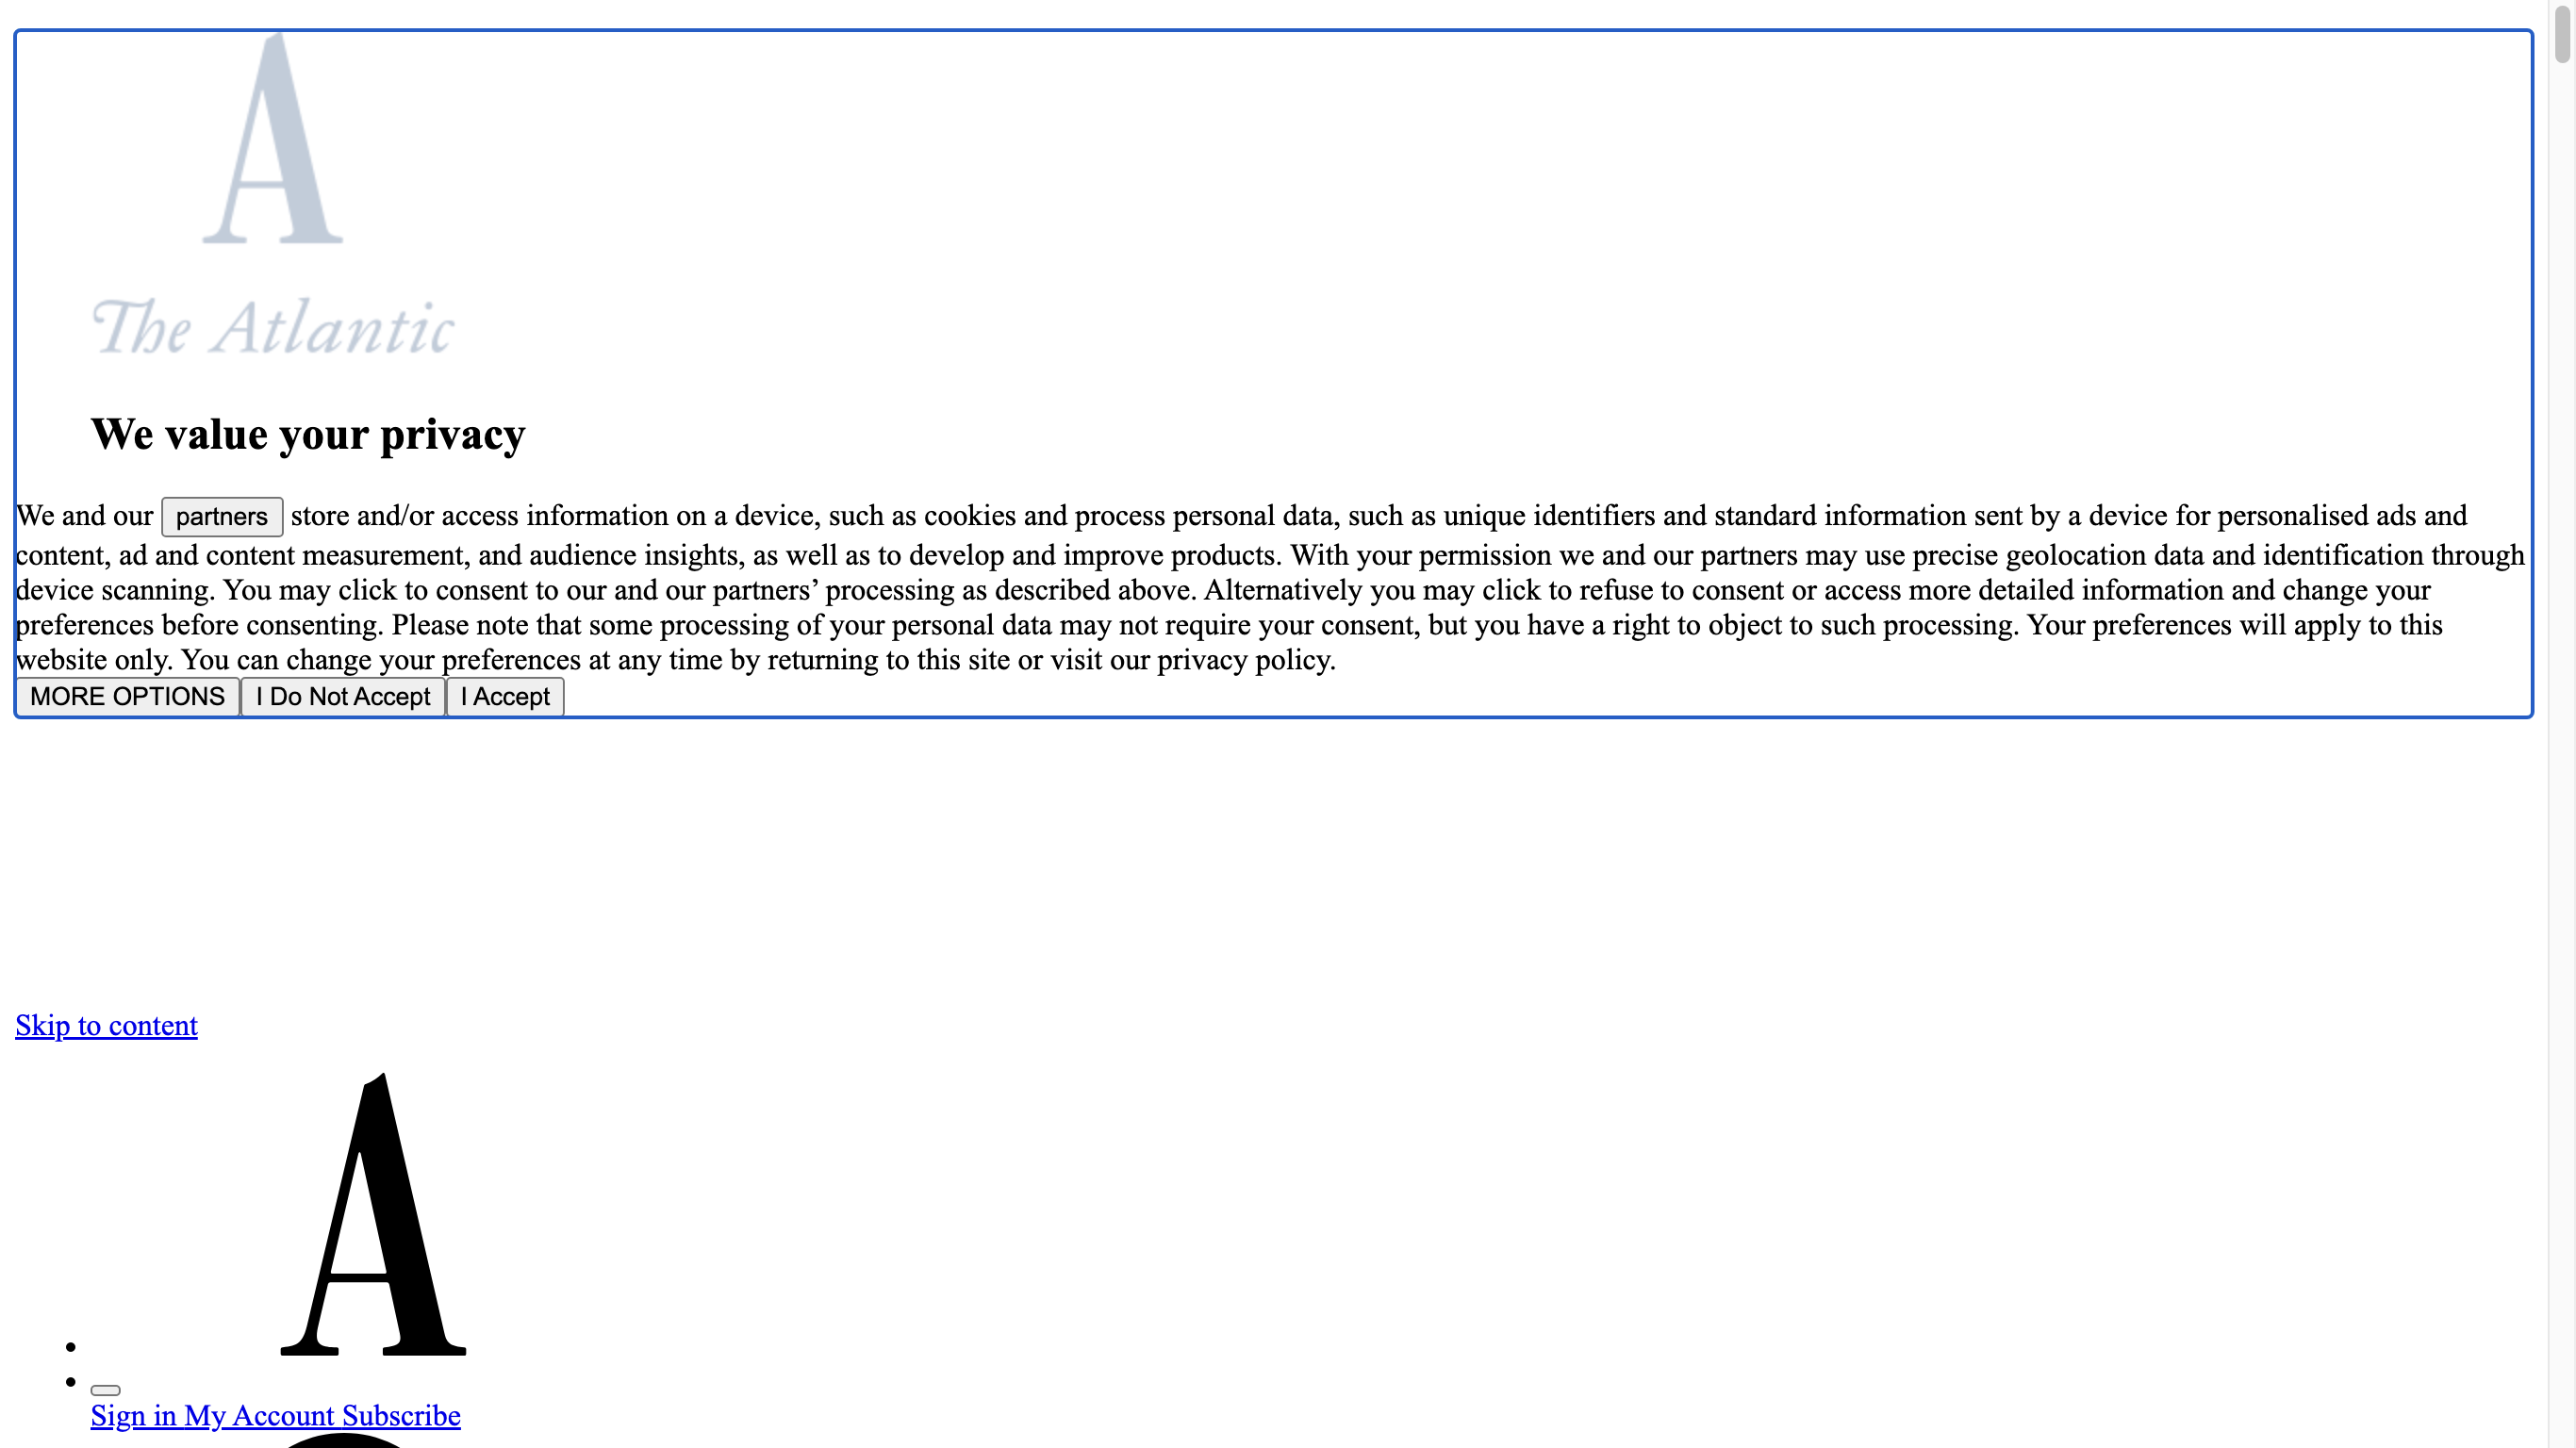 A
The Atlantic
We value your privacy
We and our partners store and/or access information on a device, such as cookies and process personal data, such as unique identifiers and standard information sent by a device for personalised ads and
content, ad and content measurement, and audience insights, as well as to develop and improve products. With your permission we and our partners may use precise geolocation data and identification through
device scanning. You may click to consent to our and our partners’ processing as described above. Alternatively you may click to refuse to consent or access more detailed information and change your
preferences before consenting. Please note that some processing of your personal data may not require your consent, but you have a right to object to such processing. Your preferences will apply to this
website only. You can change your preferences at any time by returning to this site or visit our privacy policy.
MORE OPTIONS I Do Not Accept I Accept
Skip to content
A
Sign in My Account Subscribe